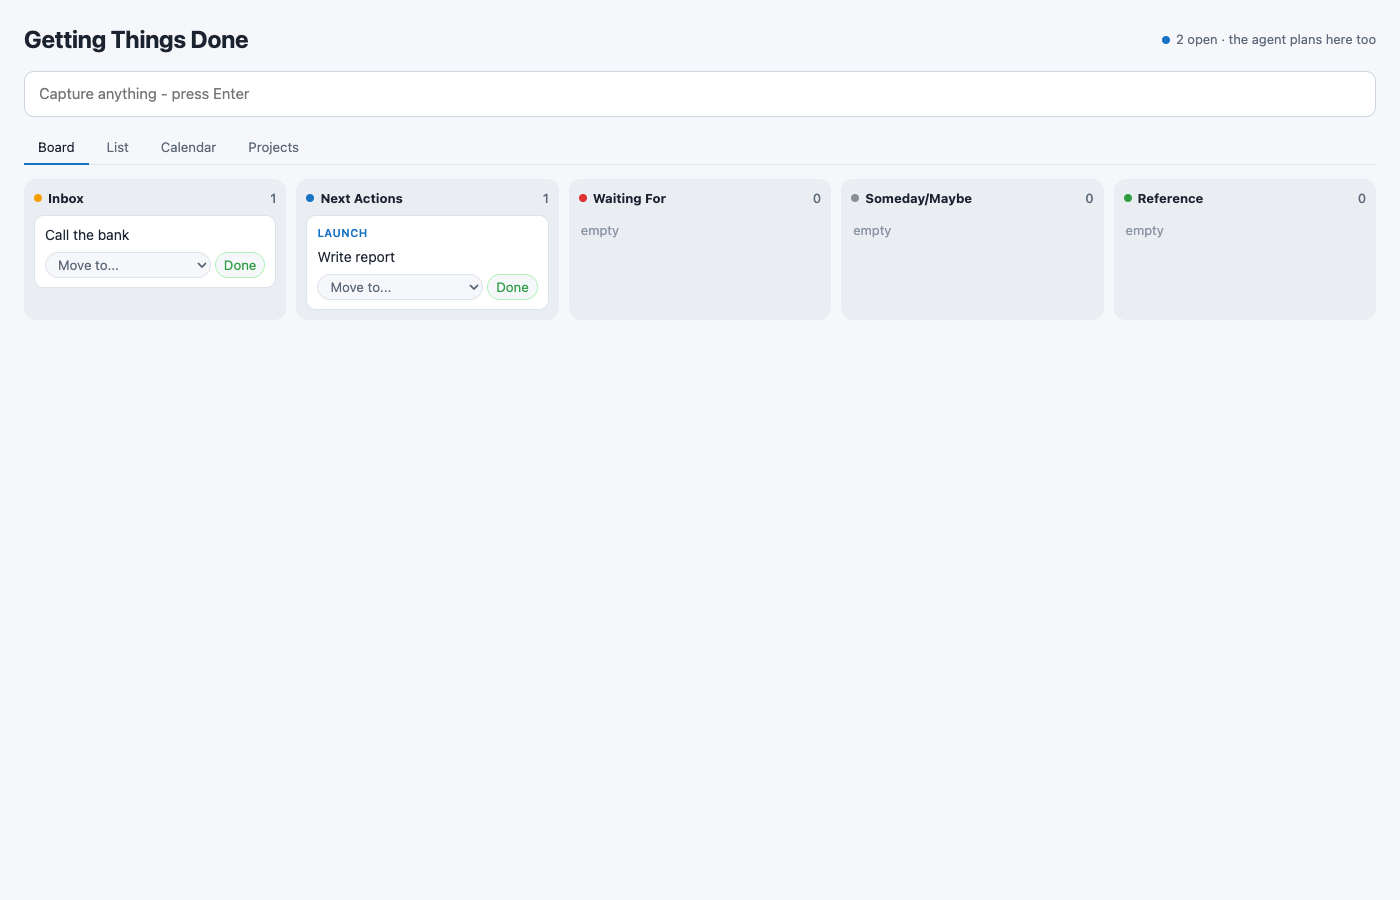 Getting Things Done
2 open · the agent plans here too
Capture anything - press Enter
Board List Calendar Projects
Inbox 1
Call the bank
Move to... Done
Next Actions 1
LAUNCH
Write report
Move to... Done
Waiting For 0
empty
Someday/Maybe 0
empty
Reference 0
empty